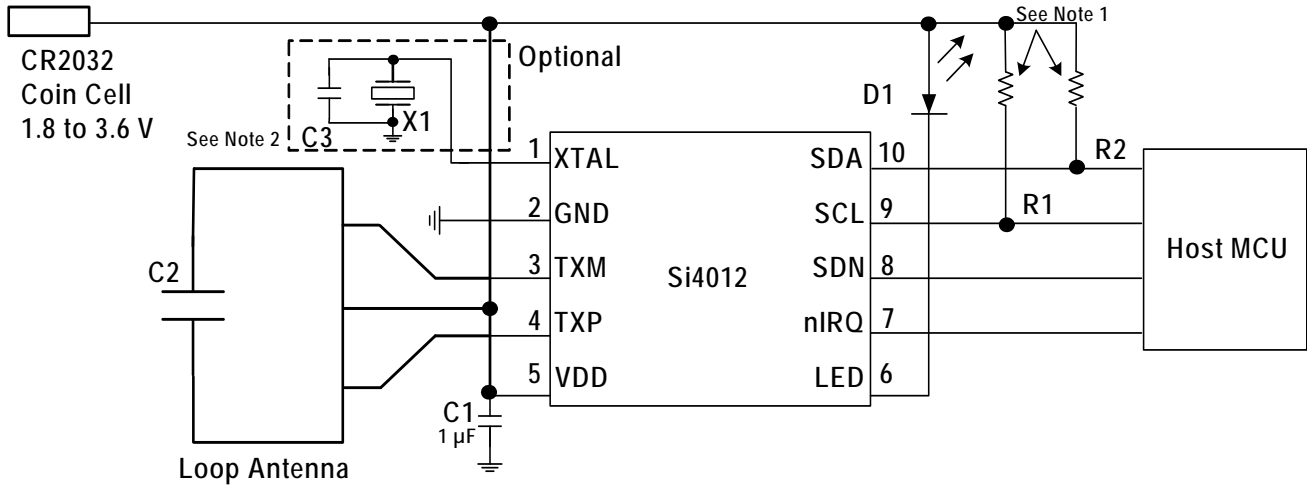 See Note 1
CR2032
Coin Cell
1.8 to 3.6 V
Optional
X1
C3
See Note 2
D1
1 XTAL
2 GND
3 TXM
4 TXP
5 VDD
Si4012
SDA 10
SCL 9
SDN 8
nIRQ 7
LED 6
R2
R1
Host MCU
C2
C1
1 µF
Loop Antenna